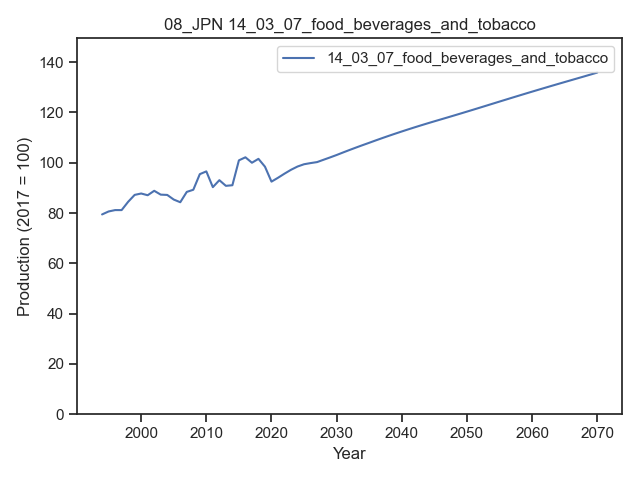 08_JPN 14_03_07_food_beverages_and_tobacco
14_03_07_food_beverages_and_tobacco
Production (2017 = 100)
140
120
100
80
60
40
20
0
2000 2010 2020 2030 2040 2050 2060 2070
Year